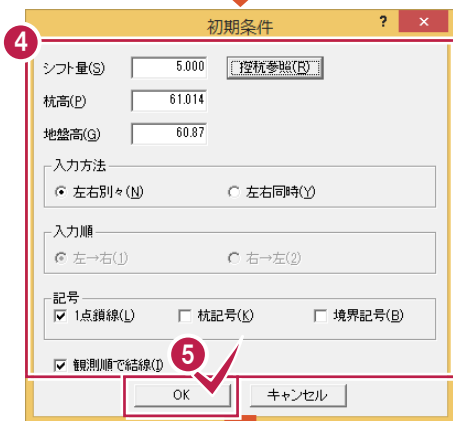 初期条件 ? ×
4
シフト量(S) 5.000 控杭参照(R)
杭高(P) 61.014
地盤高(G) 60.87
入力方法
左右別々(N) 左右同時(Y)
入力順
左→右(1) 右→左(2)
記号
1点鎖線(L) 杭記号(K) 境界記号(B)
観測順で結線(I)
5
OK キャンセル